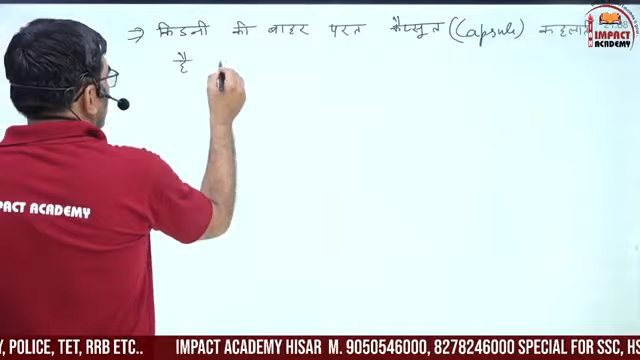 ⇒ किडनी की बाहर परत कैप्सूल (Capsule) कहलाती
है
IMPACT
ACADEMY
PACT ACADEMY
Y, POLICE, TET, RRB ETC.. IMPACT ACADEMY HISAR M. 9050546000, 8278246000 SPECIAL FOR SSC, HS